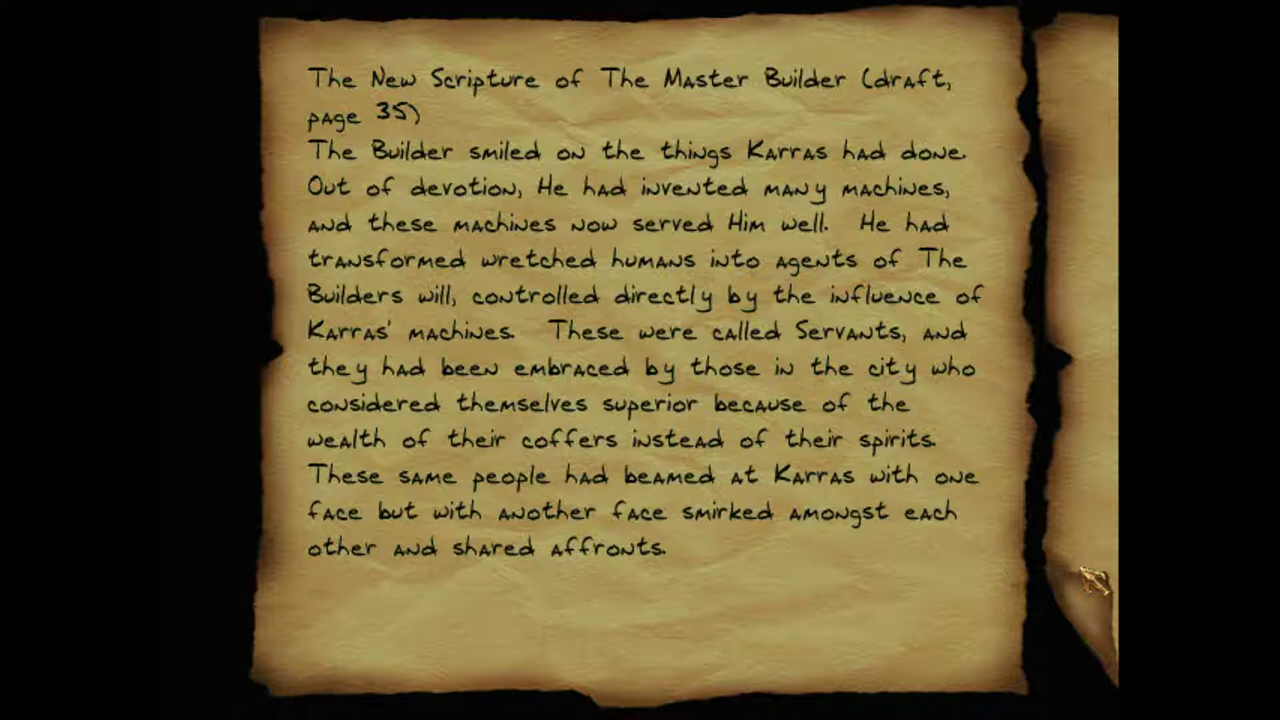 The New Scripture of The Master Builder (draft,
page 35)
The Builder smiled on the things Karras had done.
Out of devotion, He had invented many machines,
and these machines now served Him well. He had
transformed wretched humans into agents of The
Builders will, controlled directly by the influence of
Karras' machines. These were called Servants, and
they had been embraced by those in the city who
considered themselves superior because of the
wealth of their coffers instead of their spirits.
These same people had beamed at Karras with one
face but with another face smirked amongst each
other and shared affronts.